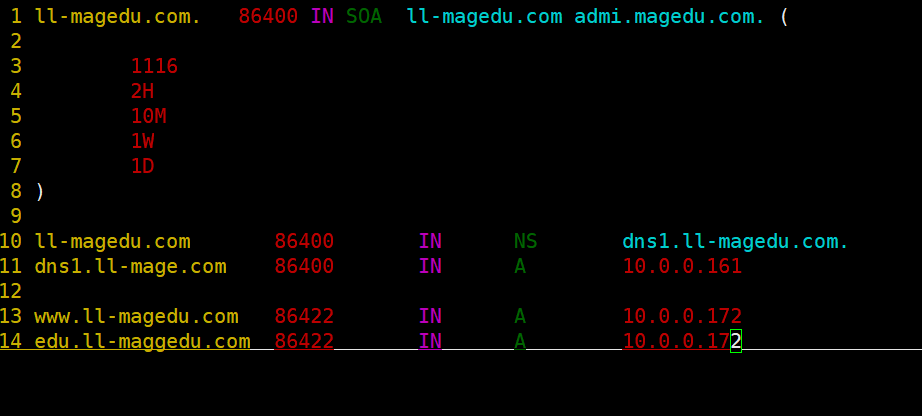 1 ll-magedu.com. 86400 IN SOA ll-magedu.com admi.magedu.com. (
2
3 1116
4 2H
5 10M
6 1W
7 1D
8 )
9
10 ll-magedu.com 86400 IN NS dns1.ll-magedu.com.
11 dns1.ll-mage.com 86400 IN A 10.0.0.161
12
13 www.ll-magedu.com 86422 IN A 10.0.0.172
14 edu.ll-maggedu.com 86422 IN A 10.0.0.172